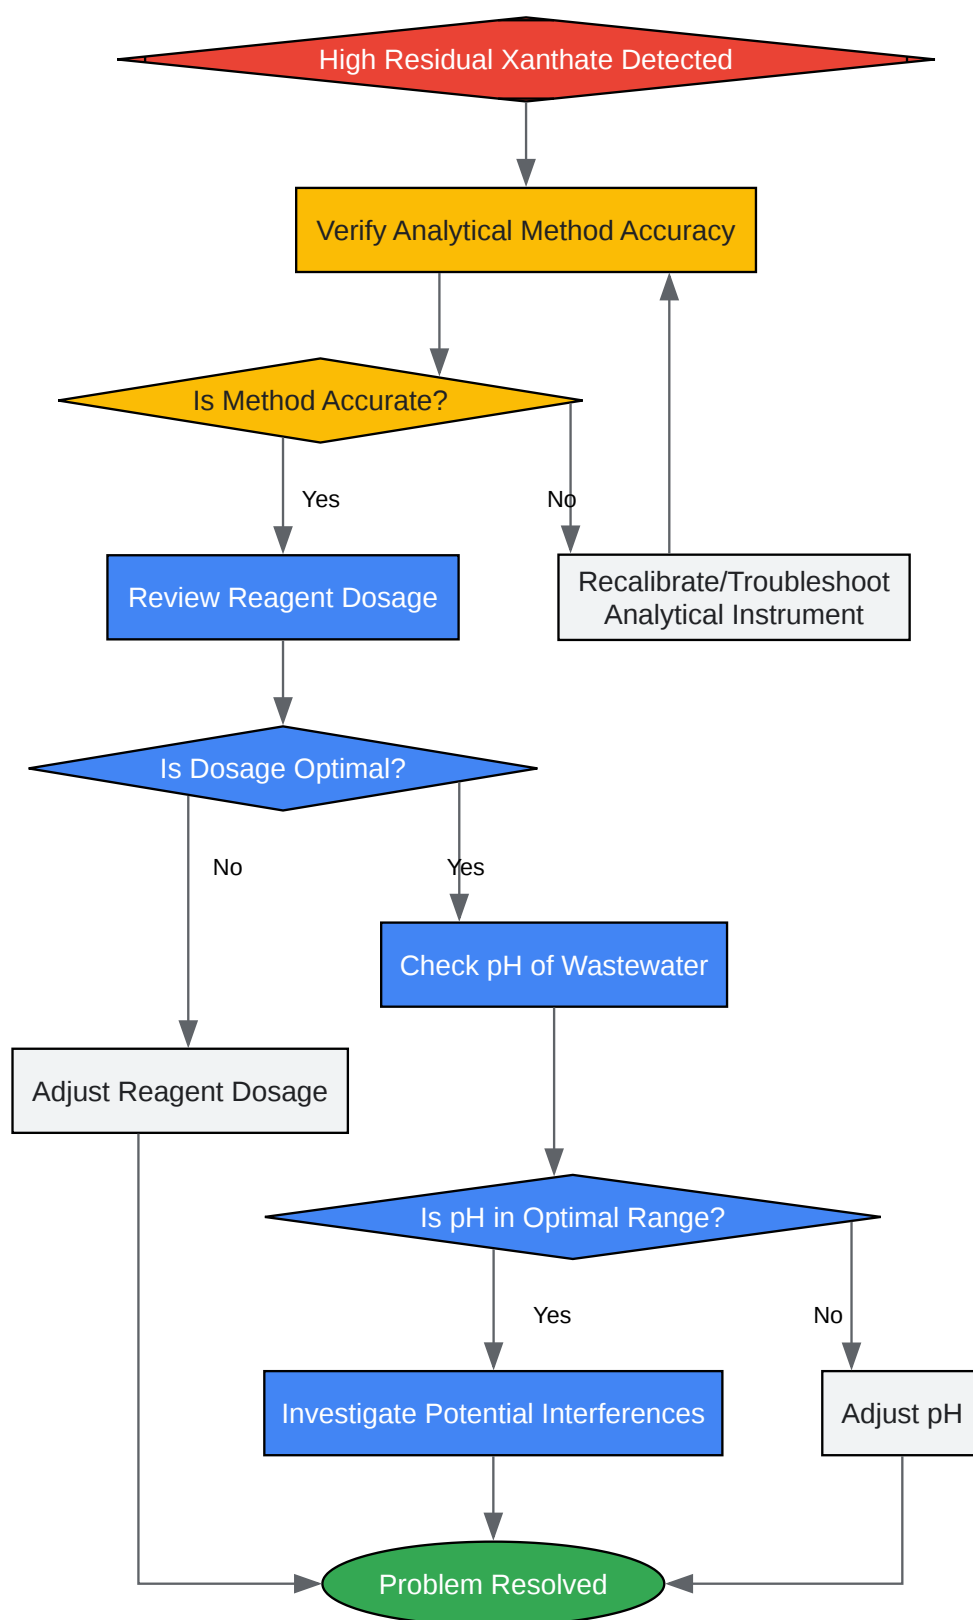 High Residual Xanthate Detected
Verify Analytical Method Accuracy
Is Method Accurate?
Yes
No
Review Reagent Dosage
Recalibrate/Troubleshoot
Analytical Instrument
Is Dosage Optimal?
No
Yes
Check pH of Wastewater
Adjust Reagent Dosage
Is pH in Optimal Range?
Yes
No
Investigate Potential Interferences
Adjust pH
Problem Resolved